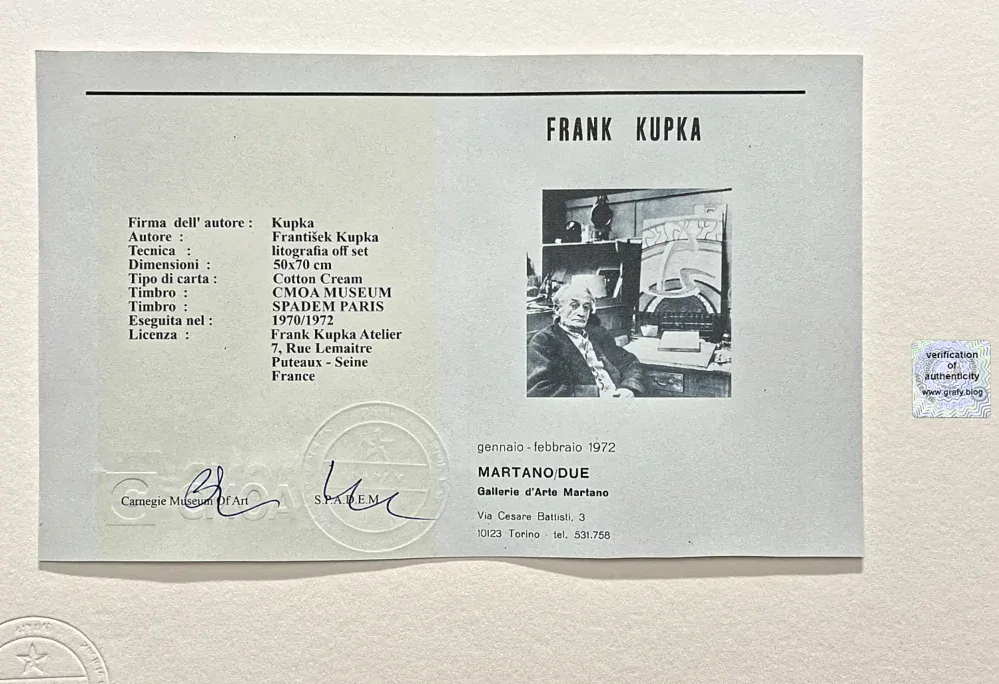 Firma dell' autore : Kupka
Autore : František Kupka
Tecnica : litografia off set
Dimensioni : 50x70 cm
Tipo di carta : Cotton Cream
Timbro : CMOA MUSEUM
Timbro : SPADEM PARIS
Eseguita nel : 1970/1972
Licenza : Frank Kupka Atelier
7, Rue Lemaitre
Puteaux - Seine
France
Carnegie Museum Of Art
S.P.A.D.E.M.
CMOA
FRANK KUPKA
gennaio - febbraio 1972
MARTANO/DUE
Gallerie d'Arte Martano
Via Cesare Battisti, 3
10123 Torino - tel. 531.758
verification
of
authenticity
www.grafy.blog